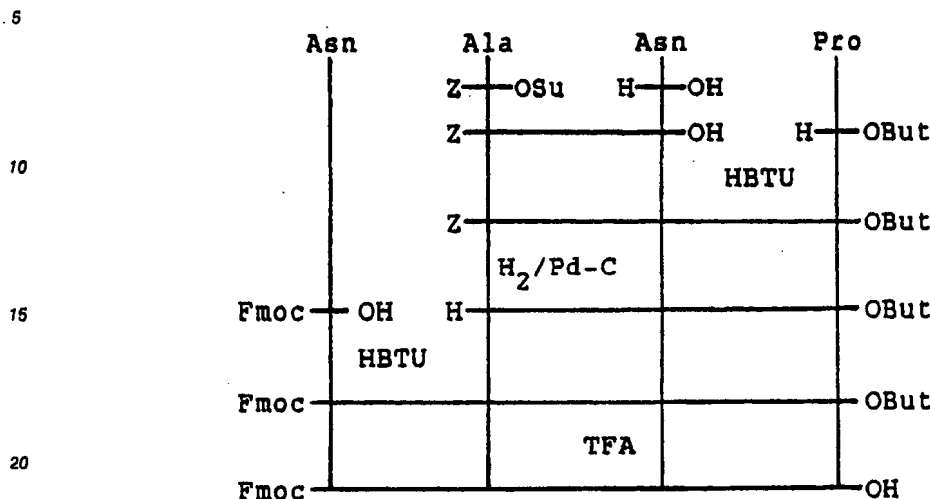 5
Asn Ala Asn Pro
Z OSu H OH
Z OH H OBut
10
HBTU
Z OBut
H2/Pd-C
15 Fmoc OH H OBut
HBTU
Fmoc OBut
TFA
20
Fmoc OH